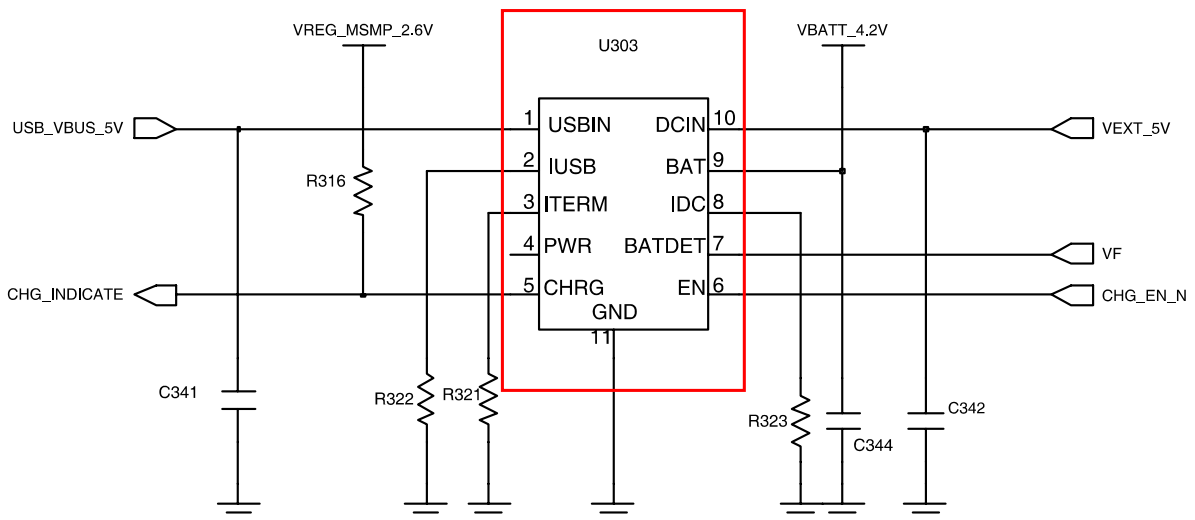 VREG_MSMP_2.6V
U303
VBATT_4.2V
USB_VBUS_5V
1 USBIN
DCIN 10
VEXT_5V
R316
2 IUSB
BAT 9
3 ITERM
IDC 8
4 PWR
BATDET 7
VF
CHG_INDICATE
5 CHRG
EN 6
CHG_EN_N
GND
11
C341
R322
R321
R323
C344
C342